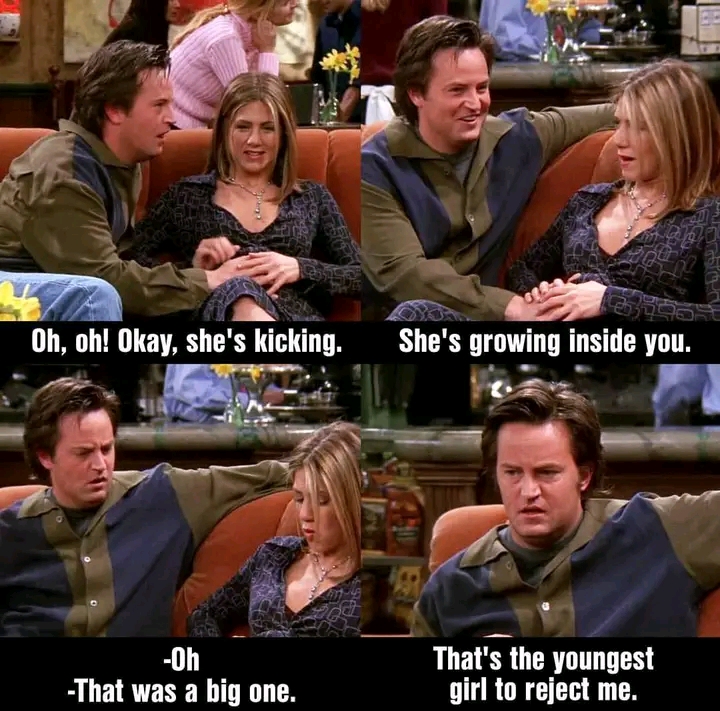 Oh, oh! Okay, she's kicking.
She's growing inside you.
-Oh
-That was a big one.
That's the youngest
girl to reject me.